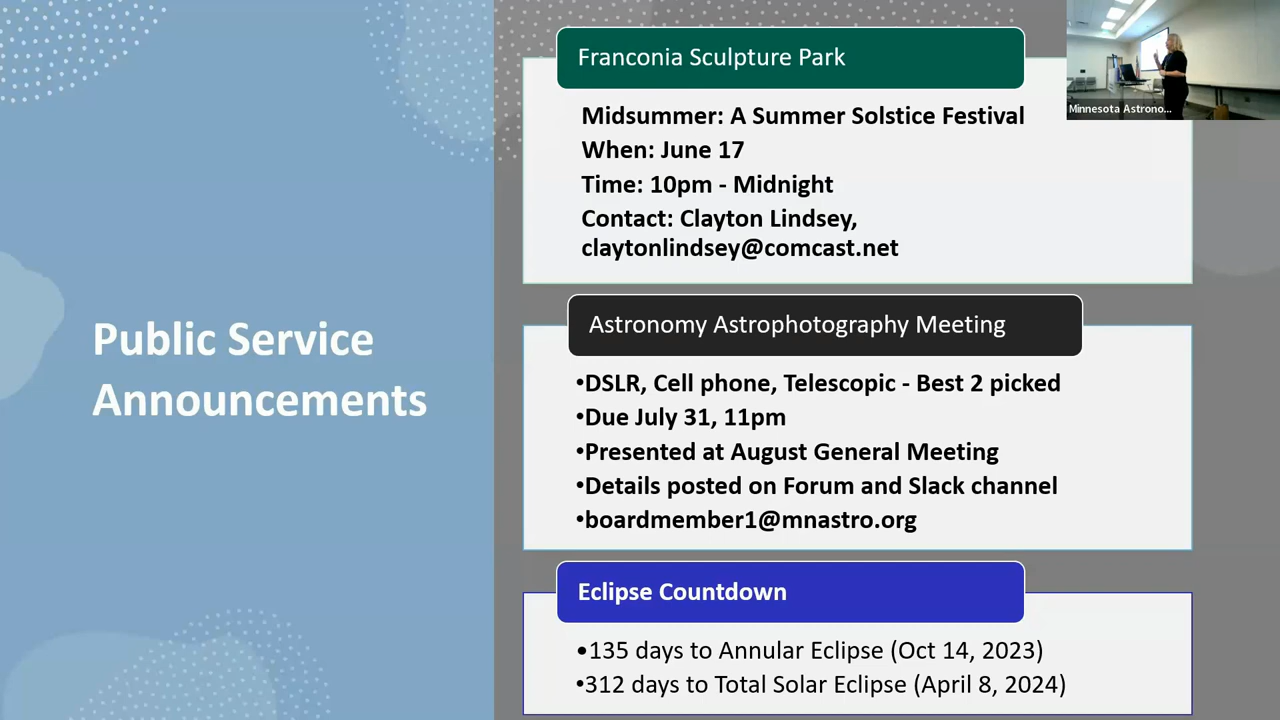 Public Service
Announcements
Franconia Sculpture Park
Midsummer: A Summer Solstice Festival
When: June 17
Time: 10pm - Midnight
Contact: Clayton Lindsey,
claytonlindsey@comcast.net
Astronomy Astrophotography Meeting
•DSLR, Cell phone, Telescopic - Best 2 picked
•Due July 31, 11pm
•Presented at August General Meeting
•Details posted on Forum and Slack channel
•boardmember1@mnastro.org
Eclipse Countdown
•135 days to Annular Eclipse (Oct 14, 2023)
•312 days to Total Solar Eclipse (April 8, 2024)
Minnesota Astrono...